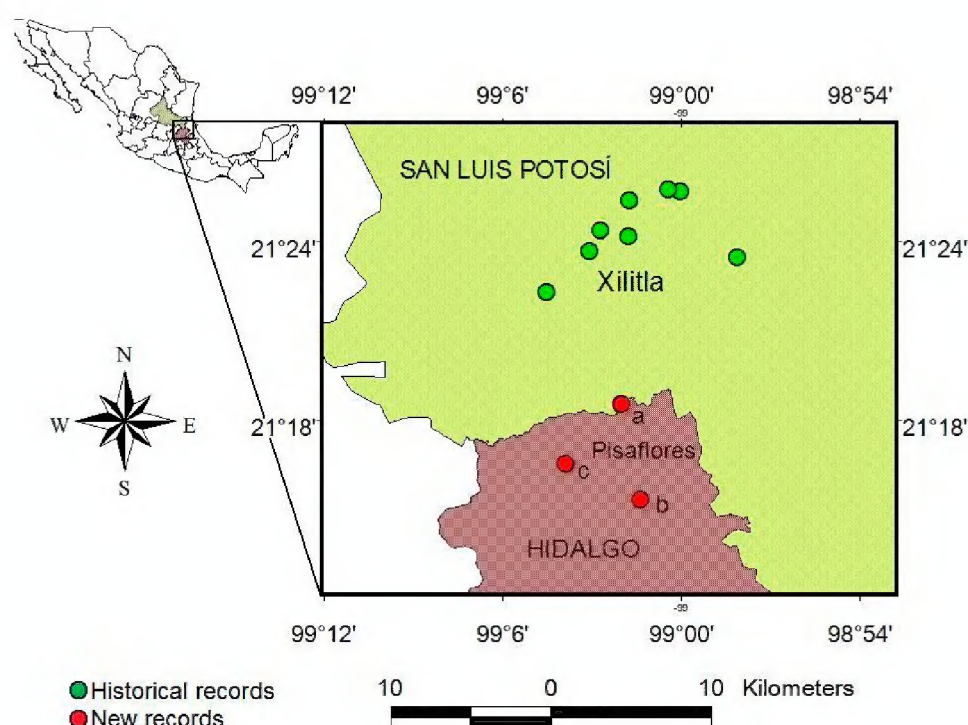 99°12' 99°6' 99°00' 98°54'
-99
SAN LUIS POTOSÍ
21°24' 21°24'
Xilitla
N
W E
S
21°18' 21°18'
a
Pisaflores
c
b
HIDALGO
-99
99°12' 99°6' 99°00' 98°54'
Historical records
New records
10 0 10 Kilometers